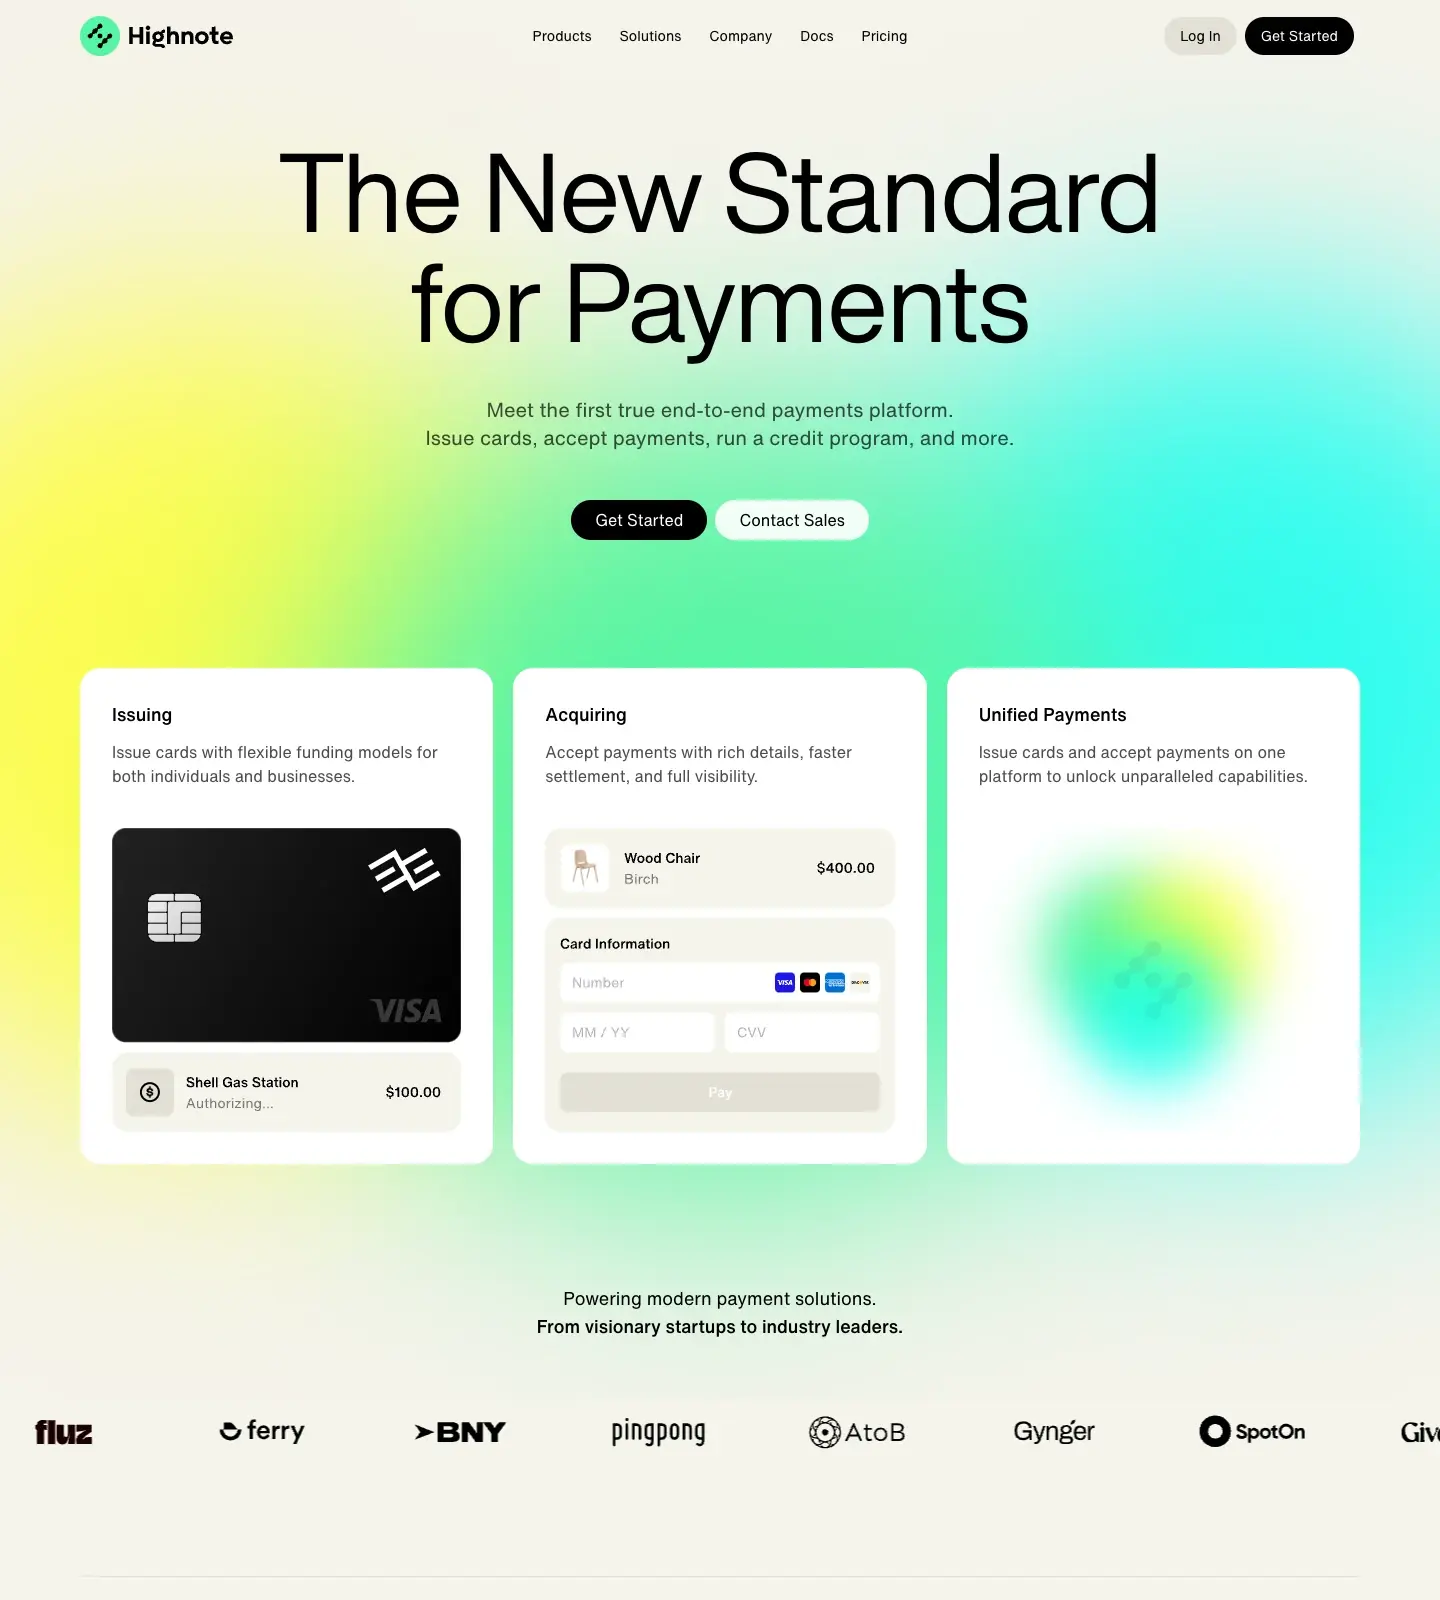 Highnote
Products Solutions Company Docs Pricing
Log In
Get Started
The New Standard
for Payments
Meet the first true end-to-end payments platform.
Issue cards, accept payments, run a credit program, and more.
Get Started
Contact Sales
Issuing
Issue cards with flexible funding models for
both individuals and businesses.
VISA
Shell Gas Station
Authorizing...
$100.00
Acquiring
Accept payments with rich details, faster
settlement, and full visibility.
Wood Chair
Birch
$400.00
Card Information
Number
VISA
MM / YY
CVV
Pay
Unified Payments
Issue cards and accept payments on one
platform to unlock unparalleled capabilities.
Powering modern payment solutions.
From visionary startups to industry leaders.
fluz
ferry
BNY
pingpong
AtoB
Gynger
SpotOn